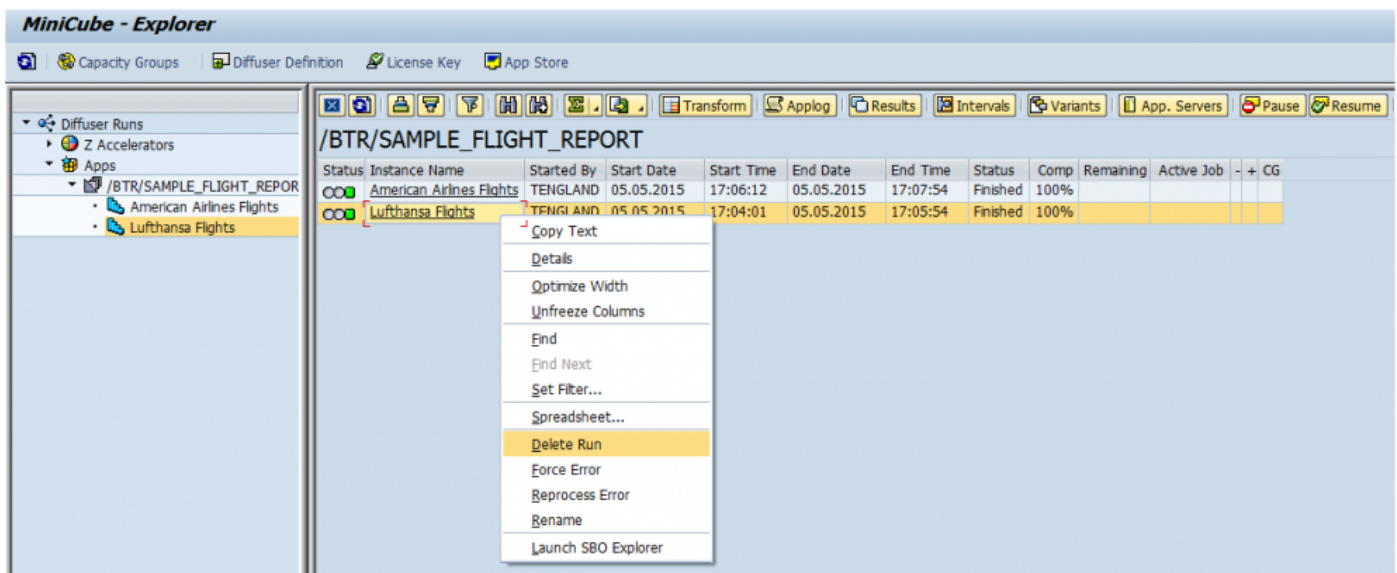 MiniCube - Explorer
Capacity Groups Diffuser Definition License Key App Store
Transform Applog Results Intervals Variants App. Servers Pause Resume
Diffuser Runs
Z Accelerators
Apps
/BTR/SAMPLE_FLIGHT_REPOR
American Airlines Flights
Lufthansa Flights
/BTR/SAMPLE_FLIGHT_REPORT
Status Instance Name Started By Start Date Start Time End Date End Time Status Comp Remaining Active Job - + CG
American Airlines Flights TENGLAND 05.05.2015 17:06:12 05.05.2015 17:07:54 Finished 100%
Lufthansa Flights TENGLAND 05.05.2015 17:04:01 05.05.2015 17:05:54 Finished 100%
Copy Text
Details
Optimize Width
Unfreeze Columns
Find
Find Next
Set Filter...
Spreadsheet...
Delete Run
Force Error
Reprocess Error
Rename
Launch SBO Explorer